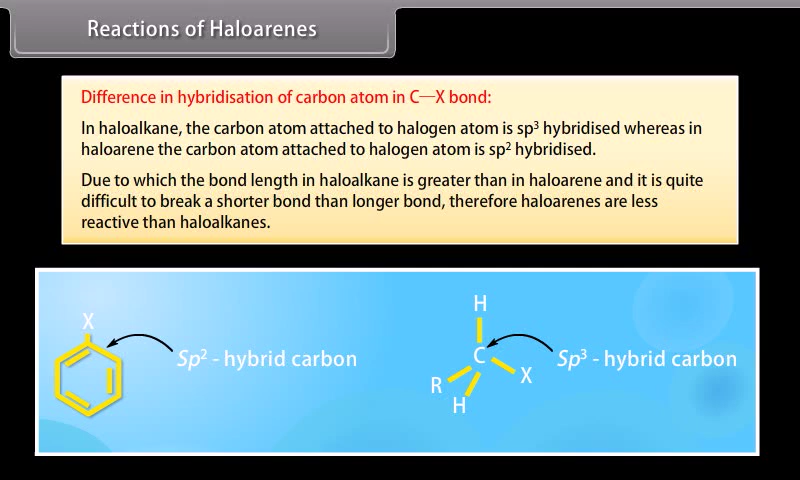 Reactions of Haloarenes
Difference in hybridisation of carbon atom in C—X bond:
In haloalkane, the carbon atom attached to halogen atom is sp³ hybridised whereas in
haloarene the carbon atom attached to halogen atom is sp² hybridised.
Due to which the bond length in haloalkane is greater than in haloarene and it is quite
difficult to break a shorter bond than longer bond, therefore haloarenes are less
reactive than haloalkanes.
X
Sp² - hybrid carbon
H
C
Sp³ - hybrid carbon
R
X
H